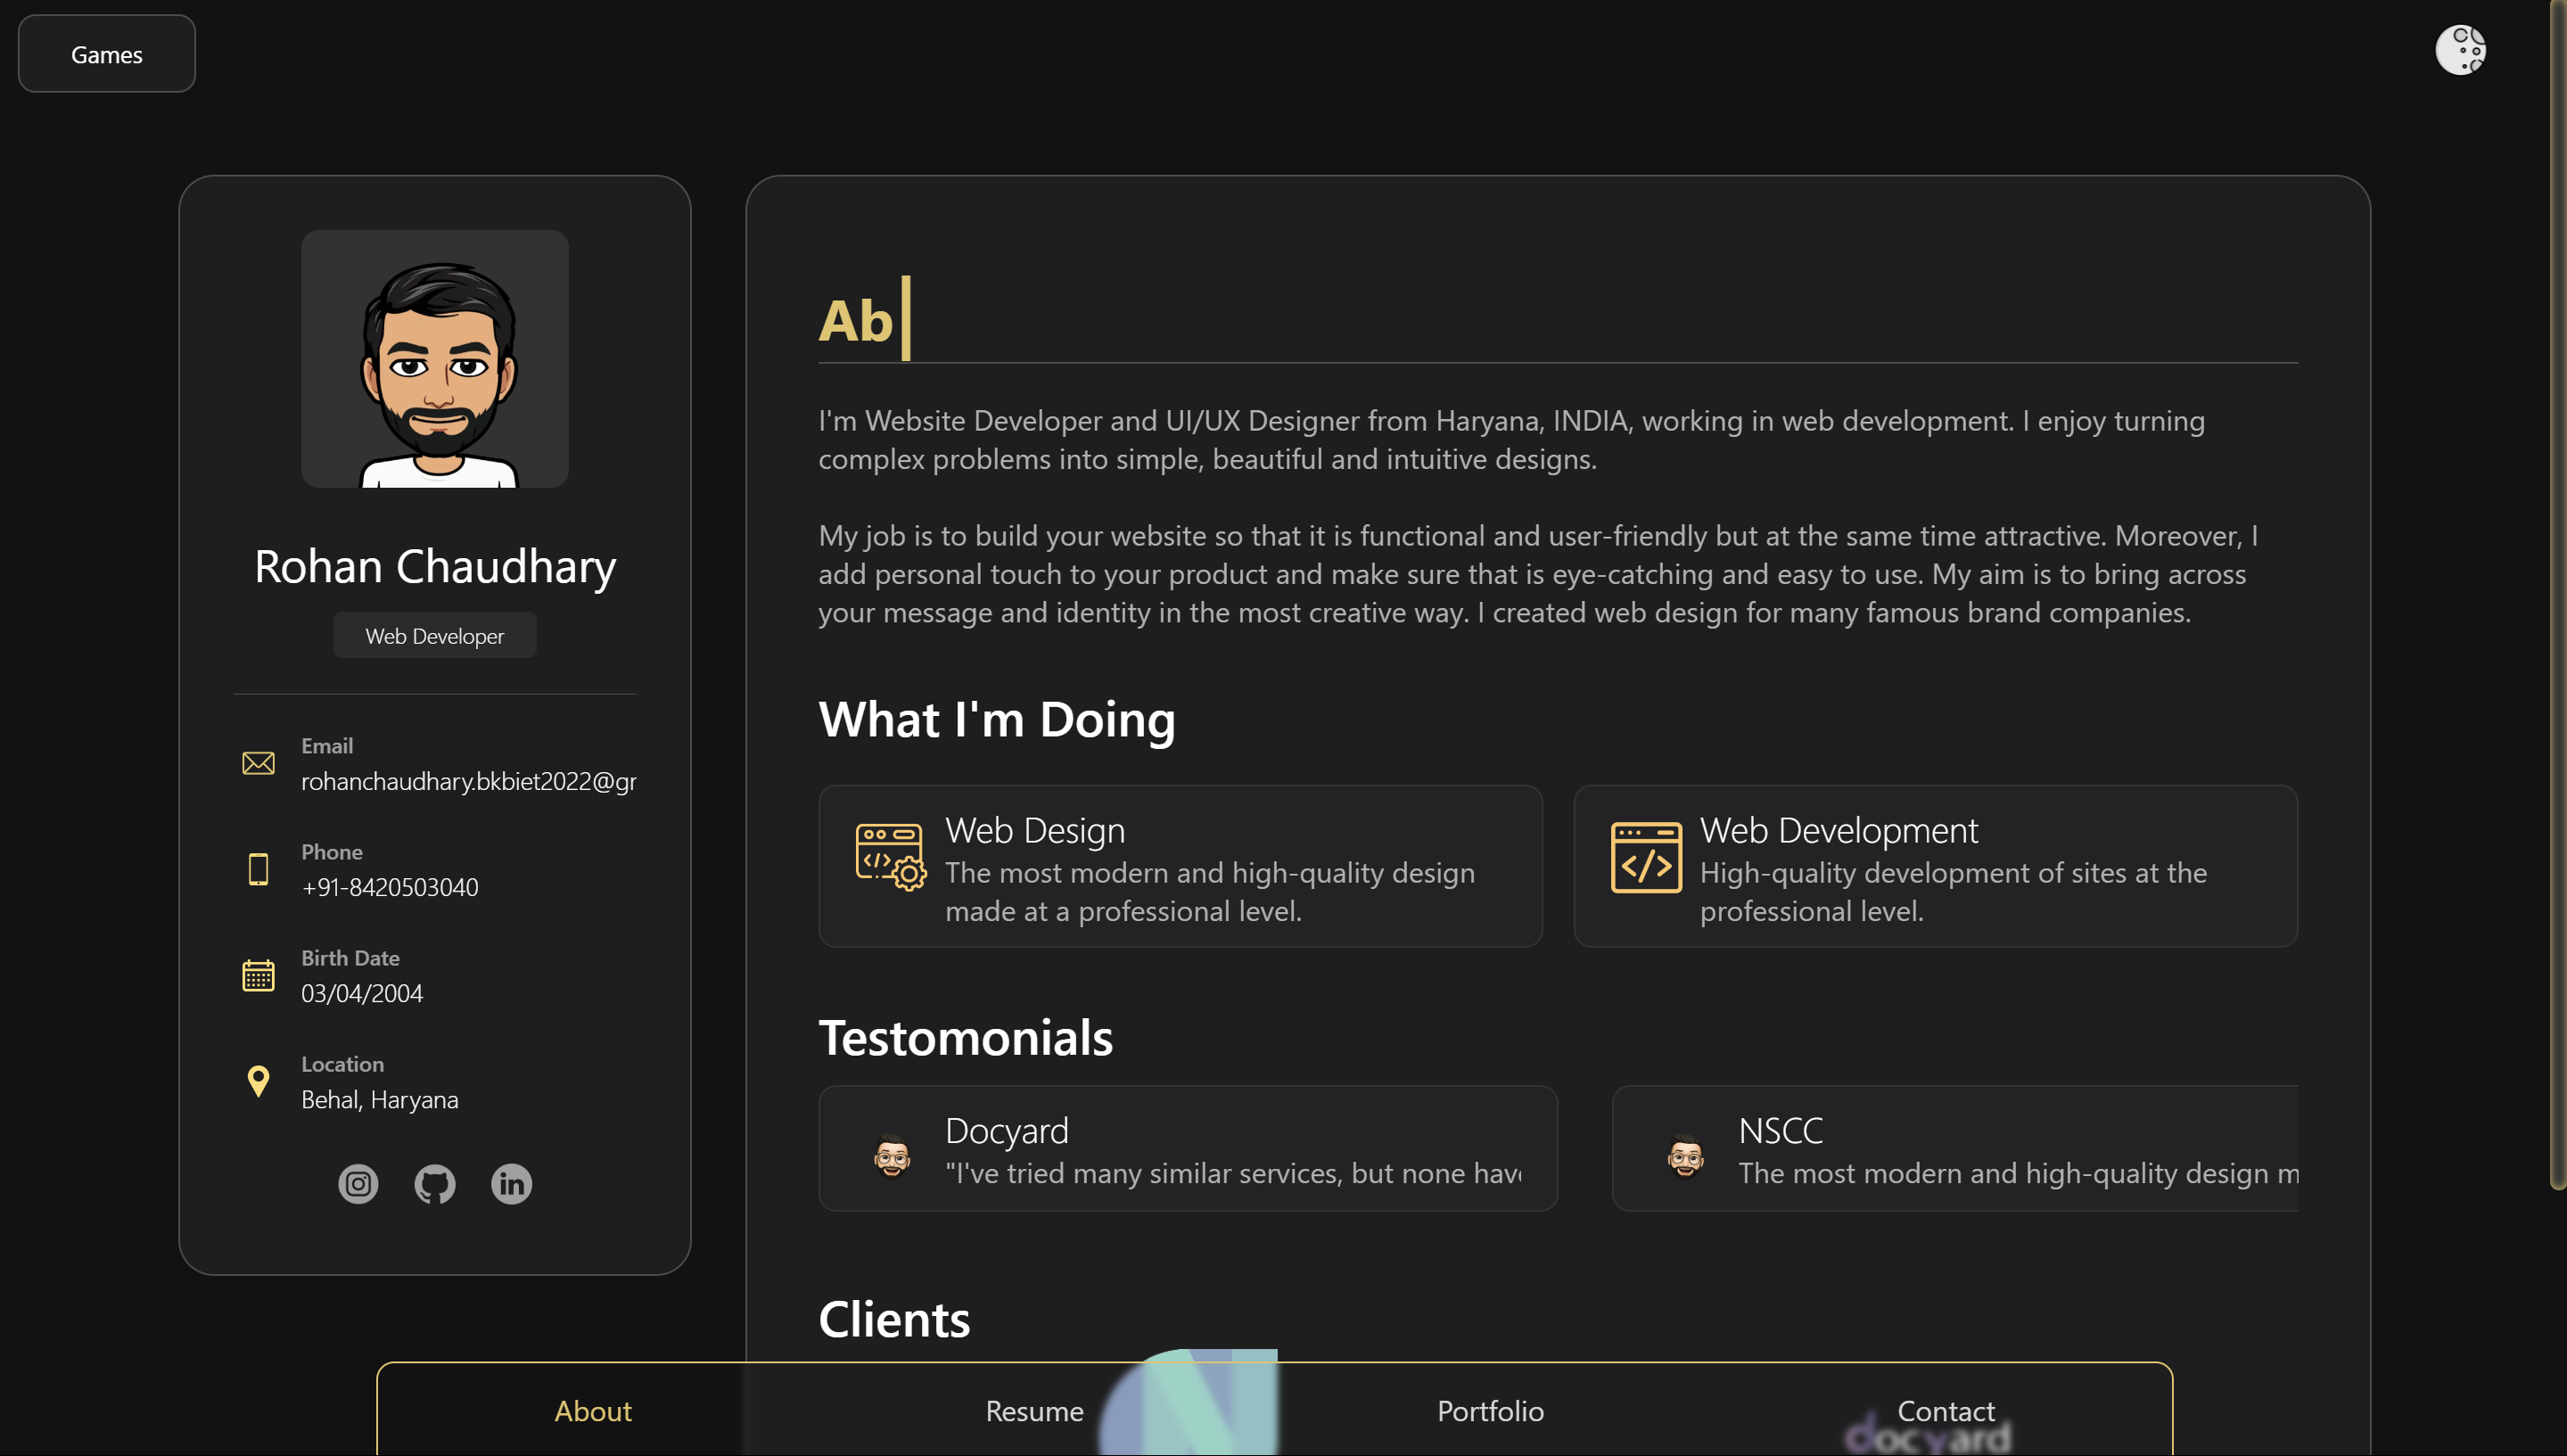 Games
Rohan Chaudhary
Web Developer
Email
rohanchaudhary.bkbiet2022@gr
Phone
+91-8420503040
Birth Date
03/04/2004
Location
Behal, Haryana
in
Ab
I'm Website Developer and UI/UX Designer from Haryana, INDIA, working in web development. I enjoy turning
complex problems into simple, beautiful and intuitive designs.
My job is to build your website so that it is functional and user-friendly but at the same time attractive. Moreover, I
add personal touch to your product and make sure that is eye-catching and easy to use. My aim is to bring across
your message and identity in the most creative way. I created web design for many famous brand companies.
What I'm Doing
Web Design
The most modern and high-quality design
made at a professional level.
Web Development
High-quality development of sites at the
professional level.
Testomonials
Docyard
"I've tried many similar services, but none have
NSCC
The most modern and high-quality design m
Clients
About
Resume
Portfolio
Contact
docyard